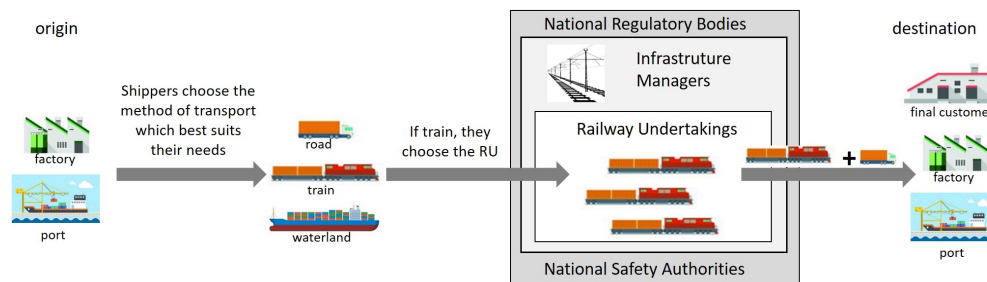 origin
factory
port
Shippers choose the
method of transport
which best suits
their needs
road
train
waterland
If train, they
choose the RU
National Regulatory Bodies
Infrastruture
Managers
Railway Undertakings
National Safety Authorities
+
destination
final custome
factory
port